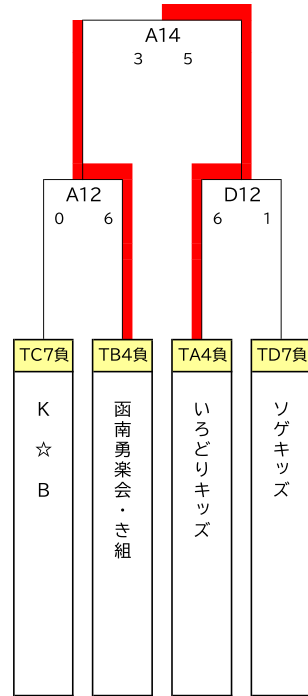 A14
3 5
A12 D12
0 6 6 1
TC7負 TB4負 TA4負 TD7負
K☆B
函南勇楽会・き組
いろどりキッズ
ソゲキッズ